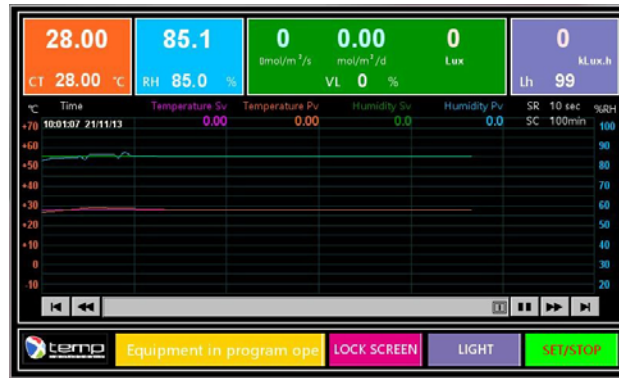 28.00
CT 28.00 ℃
85.1
RH 85.0 %
0 0.00 0
0mol/m²/s mol/m²/d Lux
VL 0 %
0
kLux.h
Lh 99
℃ Time Temperature Sv Temperature Pv Humidity Sv Humidity Pv SR 10 sec %RH
10:01:07 21/11/13 0.00 0.00 0.0 0.0 SC 100min
+70 100
+60 90
+50 80
+40 70
+30 60
+20 50
+10 40
0 30
-10 20
temp
Equipment in program ope
LOCK SCREEN
LIGHT
SET/STOP